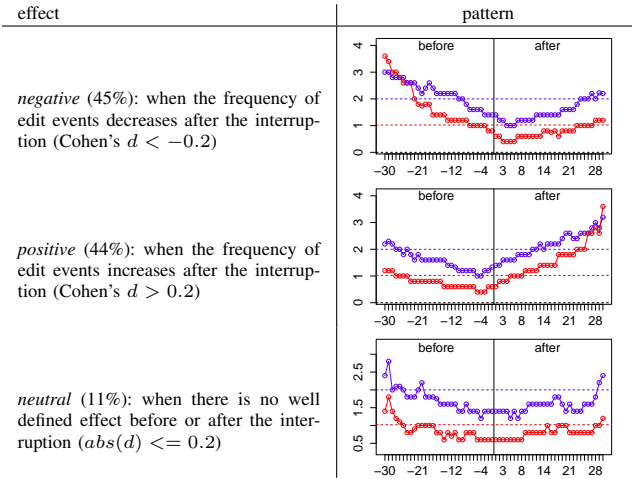 effect pattern
negative (45%): when the frequency of
edit events decreases after the interrup-
tion (Cohen's d < −0.2)
before after
4
3
2
1
0
−30 −21 −12 −4 3 8 14 21 28
positive (44%): when the frequency of
edit events increases after the interrup-
tion (Cohen's d > 0.2)
before after
4
3
2
1
0
−30 −21 −12 −4 3 8 14 21 28
neutral (11%): when there is no well
defined effect before or after the inter-
ruption (abs(d) <= 0.2)
before after
2.5
1.5
0.5
−30 −21 −12 −4 3 8 14 21 28